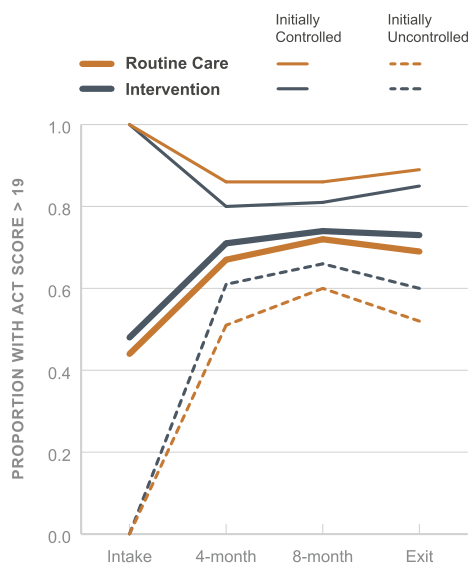 Initially Controlled
Initially Uncontrolled
Routine Care
Intervention
PROPORTION WITH ACT SCORE > 19
1.0
0.8
0.6
0.4
0.2
0.0
Intake
4-month
8-month
Exit